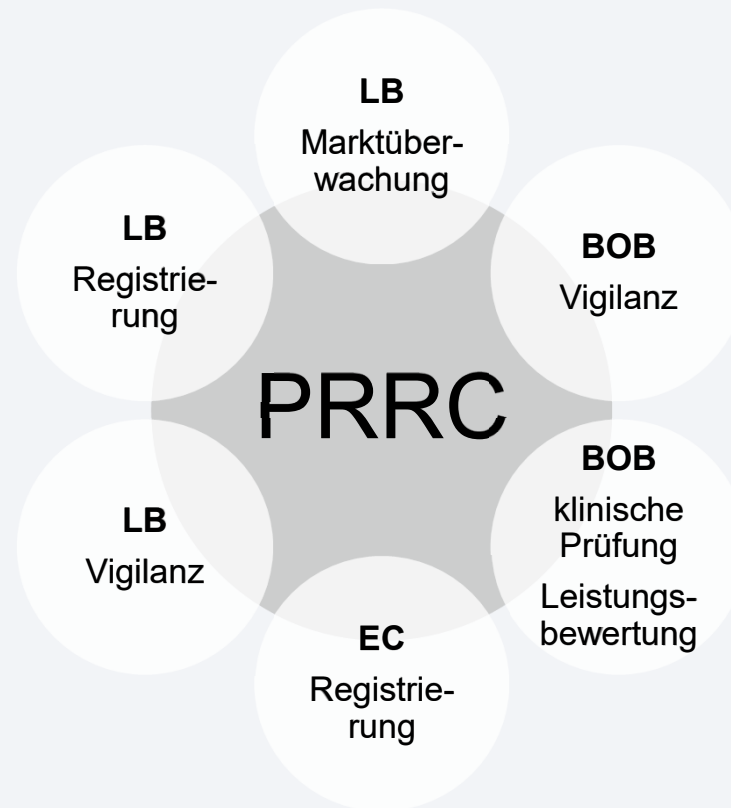 LB
Marktüber-
wachung
LB
Registrie-
rung
BOB
Vigilanz
PRRC
BOB
klinische
Prüfung
Leistungs-
bewertung
LB
Vigilanz
EC
Registrie-
rung